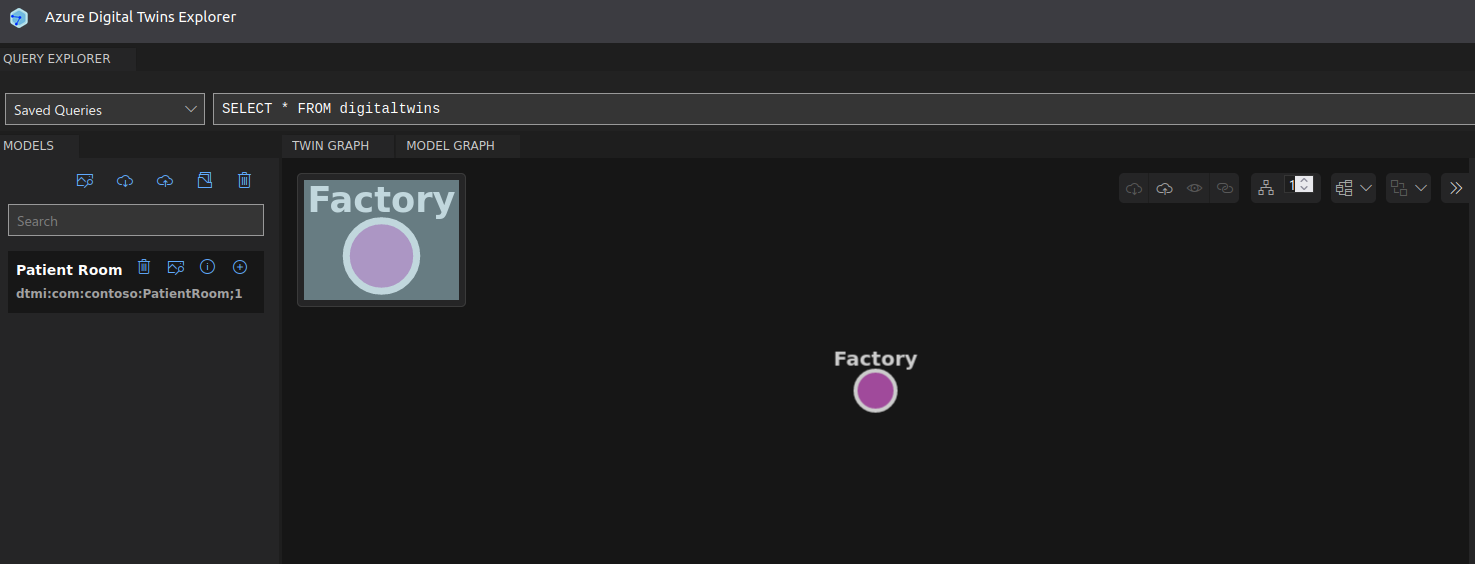 Azure Digital Twins Explorer
QUERY EXPLORER
Saved Queries
SELECT * FROM digitaltwins
MODELS
TWIN GRAPH
MODEL GRAPH
Search
Patient Room
dtmi:com:contoso:PatientRoom;1
Factory
1
Factory